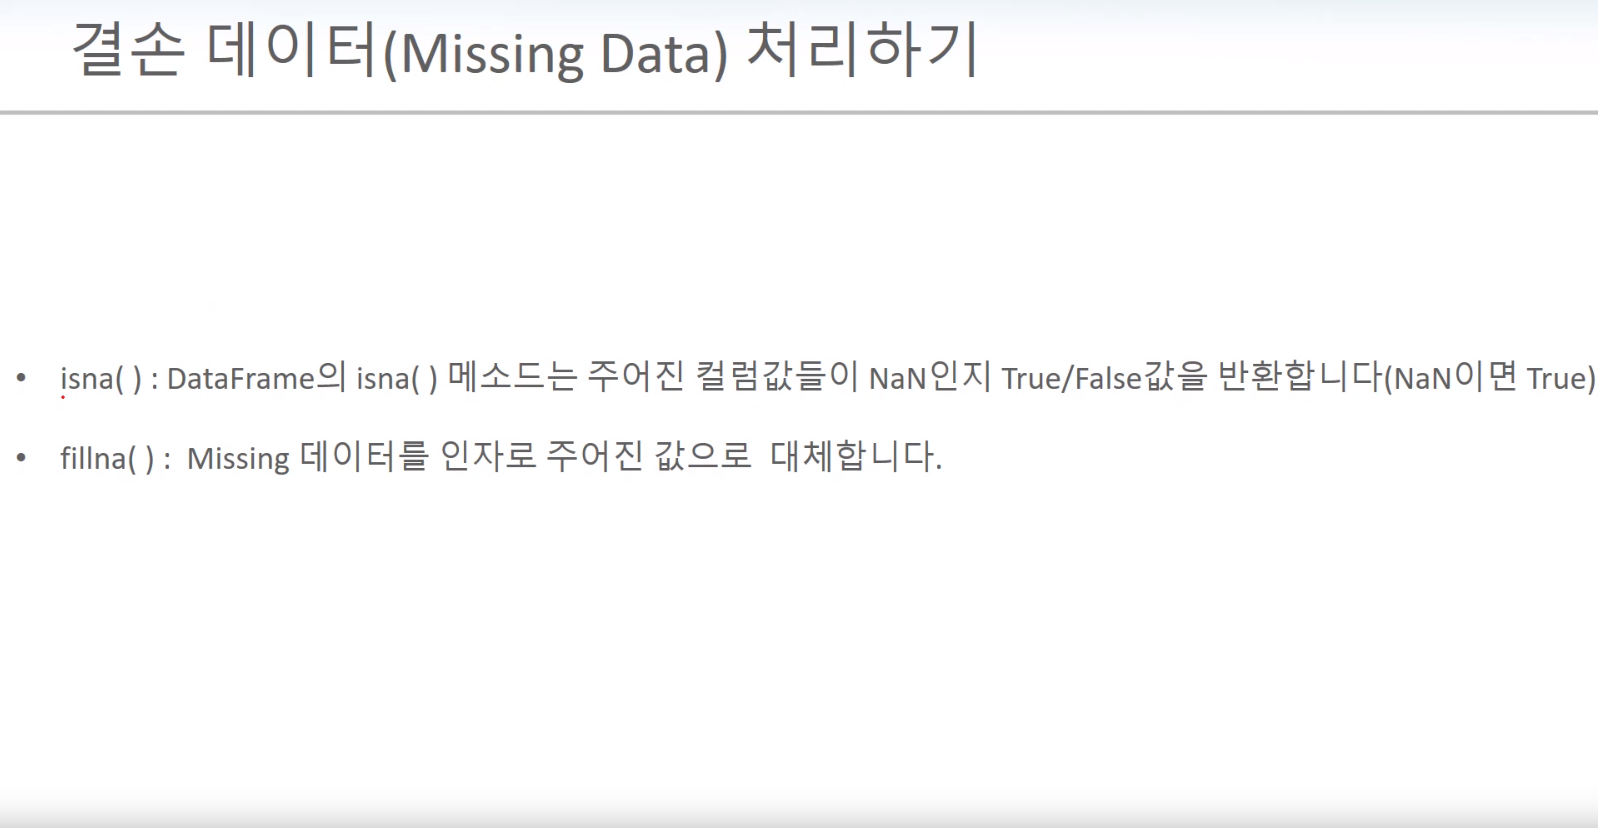 결손 데이터(Missing Data) 처리하기
• isna( ) : DataFrame의 isna( ) 메소드는 주어진 컬럼값들이 NaN인지 True/False값을 반환합니다(NaN이면 True)
• fillna( ) :  Missing 데이터를 인자로 주어진 값으로  대체합니다.